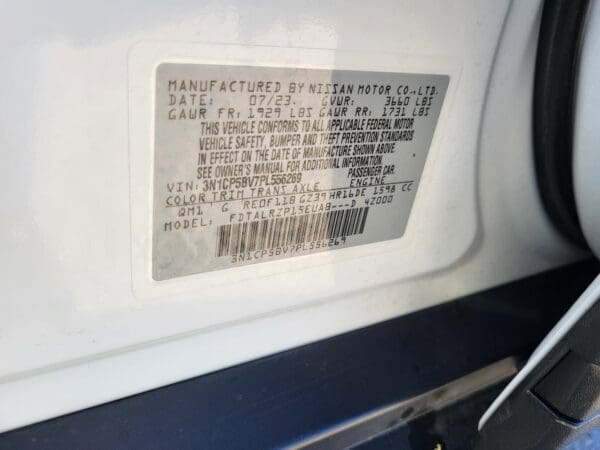 MANUFACTURED BY NISSAN MOTOR CO.,LTD.
DATE: 07/23. GVWR: 3660 LBS
GAWR FR: 1929 LBS GAWR RR: 1731 LBS
THIS VEHICLE CONFORMS TO ALL APPLICABLE FEDERAL MOTOR
VEHICLE SAFETY, BUMPER AND THEFT PREVENTION STANDARDS
IN EFFECT ON THE DATE OF MANUFACTURE SHOWN ABOVE.
SEE OWNER'S MANUAL FOR ADDITIONAL INFORMATION
VIN: 3N1CP5BV7PL556269 PASSENGER CAR.
COLOR TRIM TRANS AXLE ENGINE
QM1 G RE0F11B GZ39 HR16DE 1598 CC
MODEL: FDTALRZP15EUA8---D 42000
3N1CP5BV7PL556269